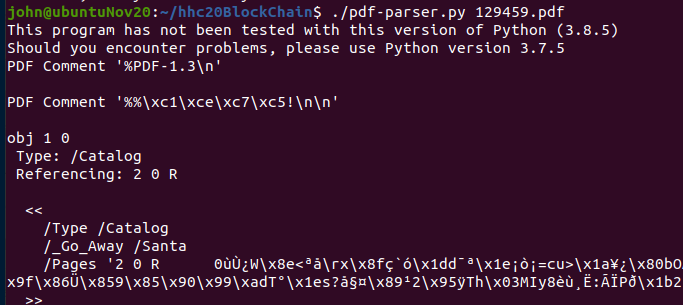 john@ubuntuNov20:~/hhc20BlockChain$ ./pdf-parser.py 129459.pdf
This program has not been tested with this version of Python (3.8.5)
Should you encounter problems, please use Python version 3.7.5
PDF Comment '%PDF-1.3\n'
PDF Comment '%%\xc1\xce\xc7\xc5!\n\n'
obj 1 0
Type: /Catalog
Referencing: 2 0 R
<<
/Type /Catalog
/_Go_Away /Santa
/Pages '2 0 R      0ùÙ¿W\x8e<ªå\rx\x8fç`ó\x1dd¯ª\x1e¡ò¡=cu>\x1a¥¿\x80bO
x9f\x86Ü\x859\x85\x90\x99\xadT°\x1es?å§¤\x89¹2\x95ÿTh\x03MIy8èù¸Ë:ÃÏPð\x1b2
>>